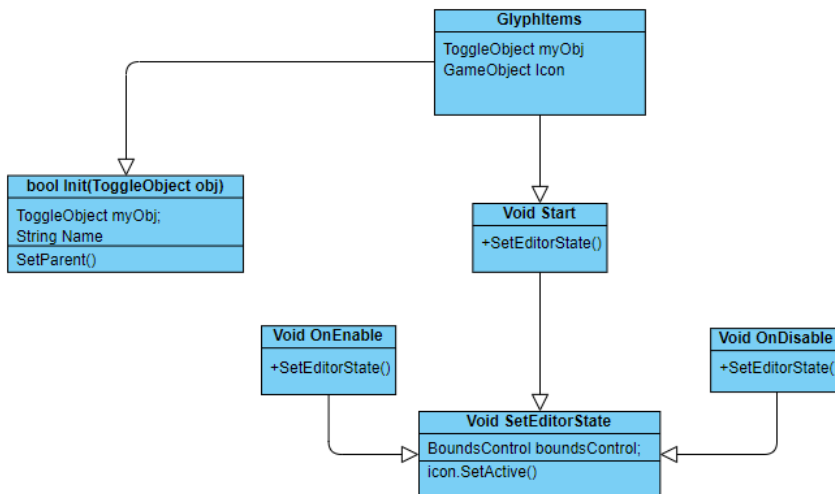 GlyphItems
ToggleObject myObj
GameObject Icon
bool Init(ToggleObject obj)
ToggleObject myObj;
String Name
SetParent()
Void Start
+SetEditorState()
Void OnEnable
+SetEditorState()
Void OnDisable
+SetEditorState()
Void SetEditorState
BoundsControl boundsControl;
icon.SetActive()